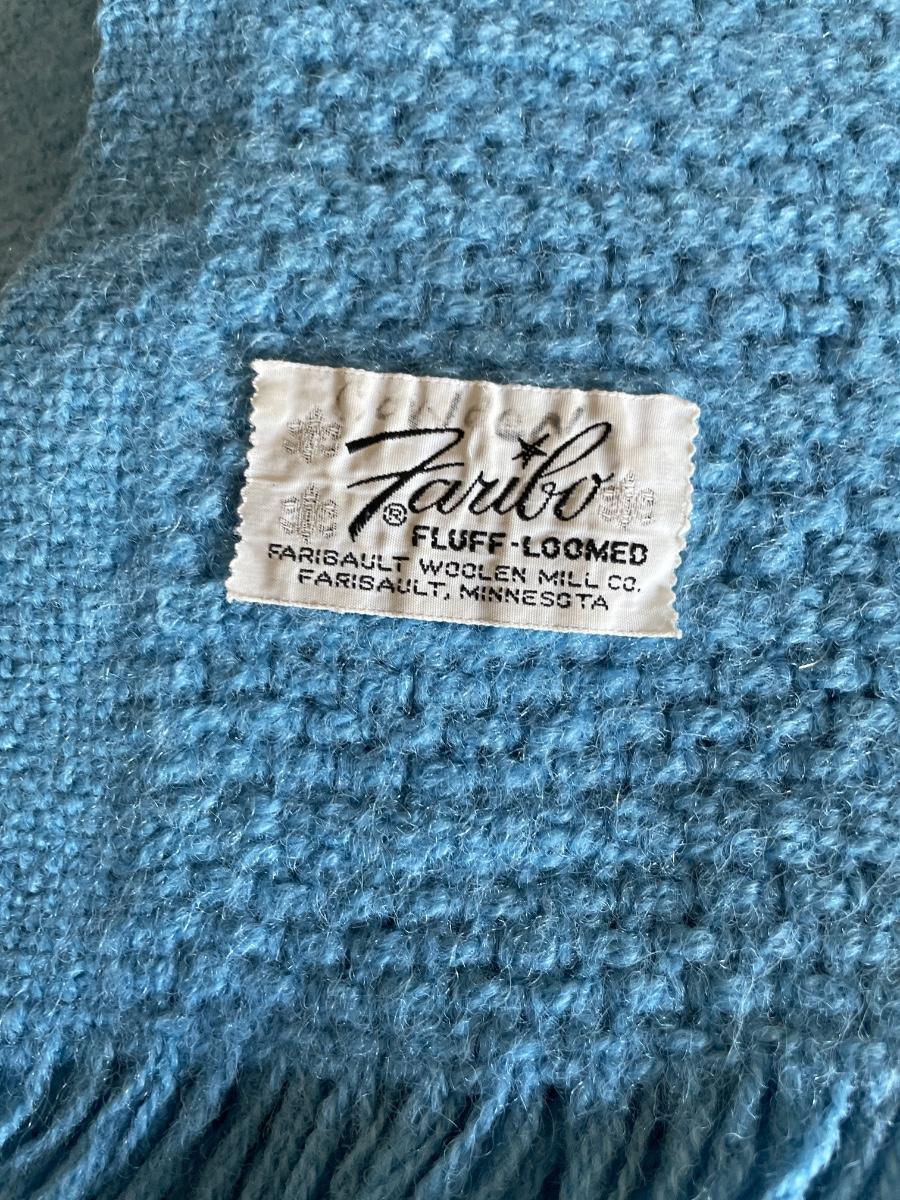 Faribo
®
FLUFF-LOOMED
FARIBAULT WOOLEN MILL CO.
FARIBAULT, MINNESOTA